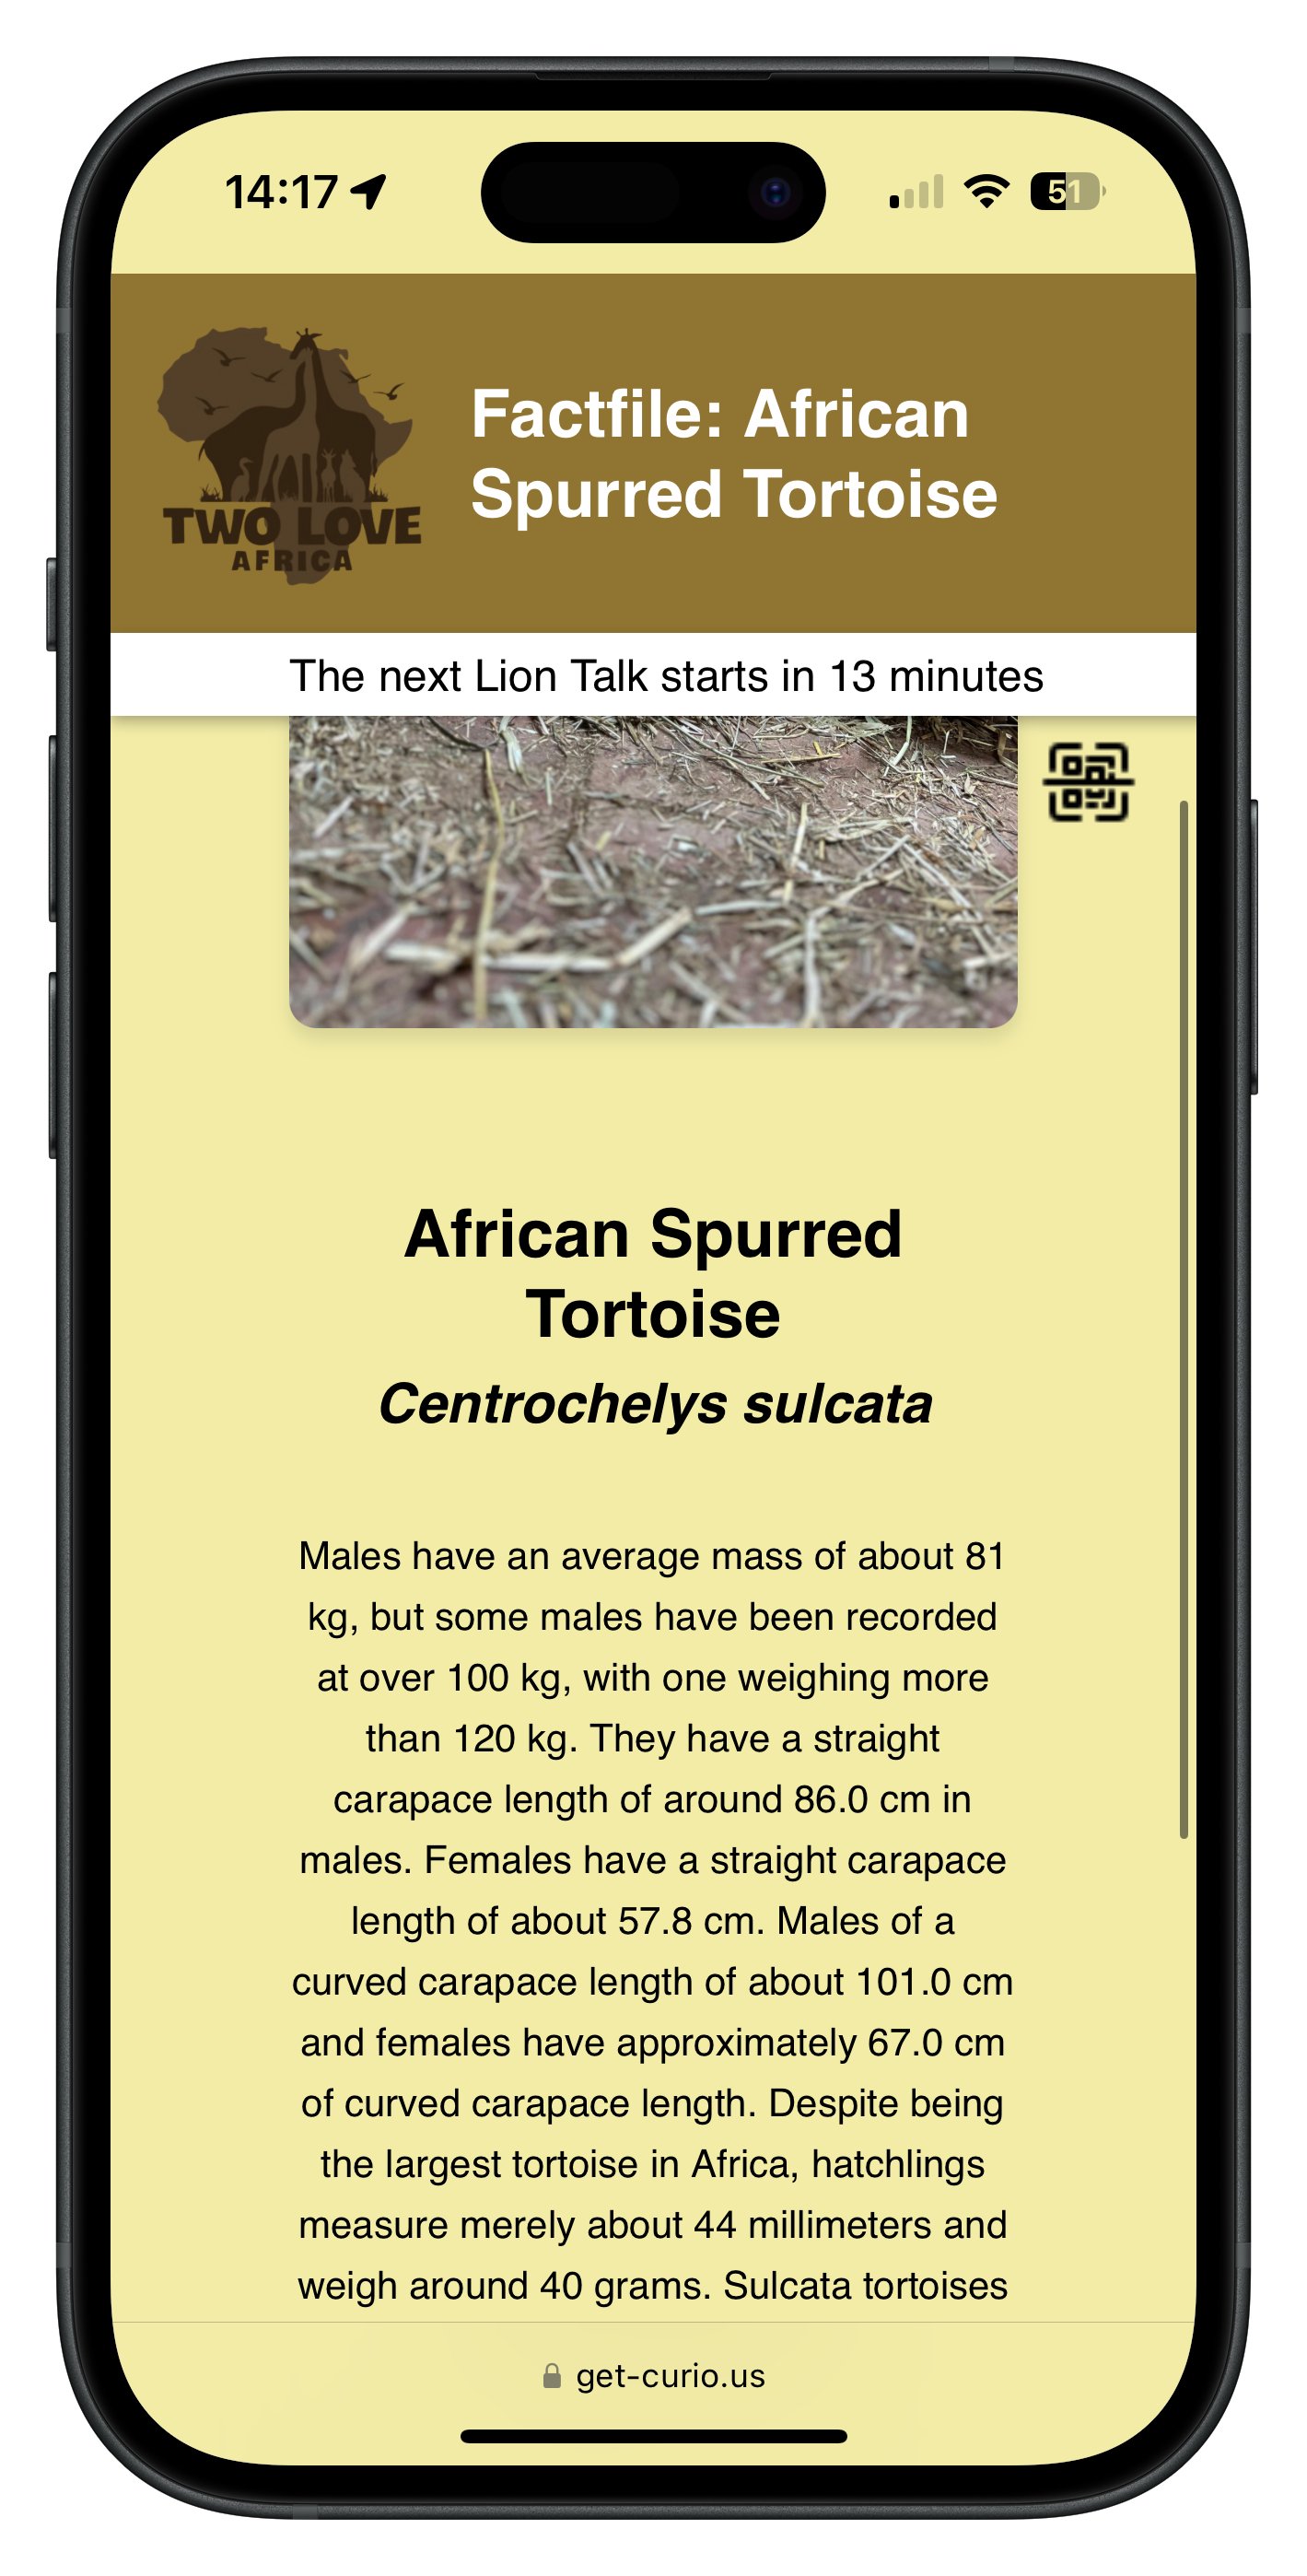 14:17
51
TWO LOVE
AFRICA
Factfile: African
Spurred Tortoise
The next Lion Talk starts in 13 minutes
African Spurred
Tortoise
Centrochelys sulcata
Males have an average mass of about 81
kg, but some males have been recorded
at over 100 kg, with one weighing more
than 120 kg. They have a straight
carapace length of around 86.0 cm in
males. Females have a straight carapace
length of about 57.8 cm. Males of a
curved carapace length of about 101.0 cm
and females have approximately 67.0 cm
of curved carapace length. Despite being
the largest tortoise in Africa, hatchlings
measure merely about 44 millimeters and
weigh around 40 grams. Sulcata tortoises
get-curio.us